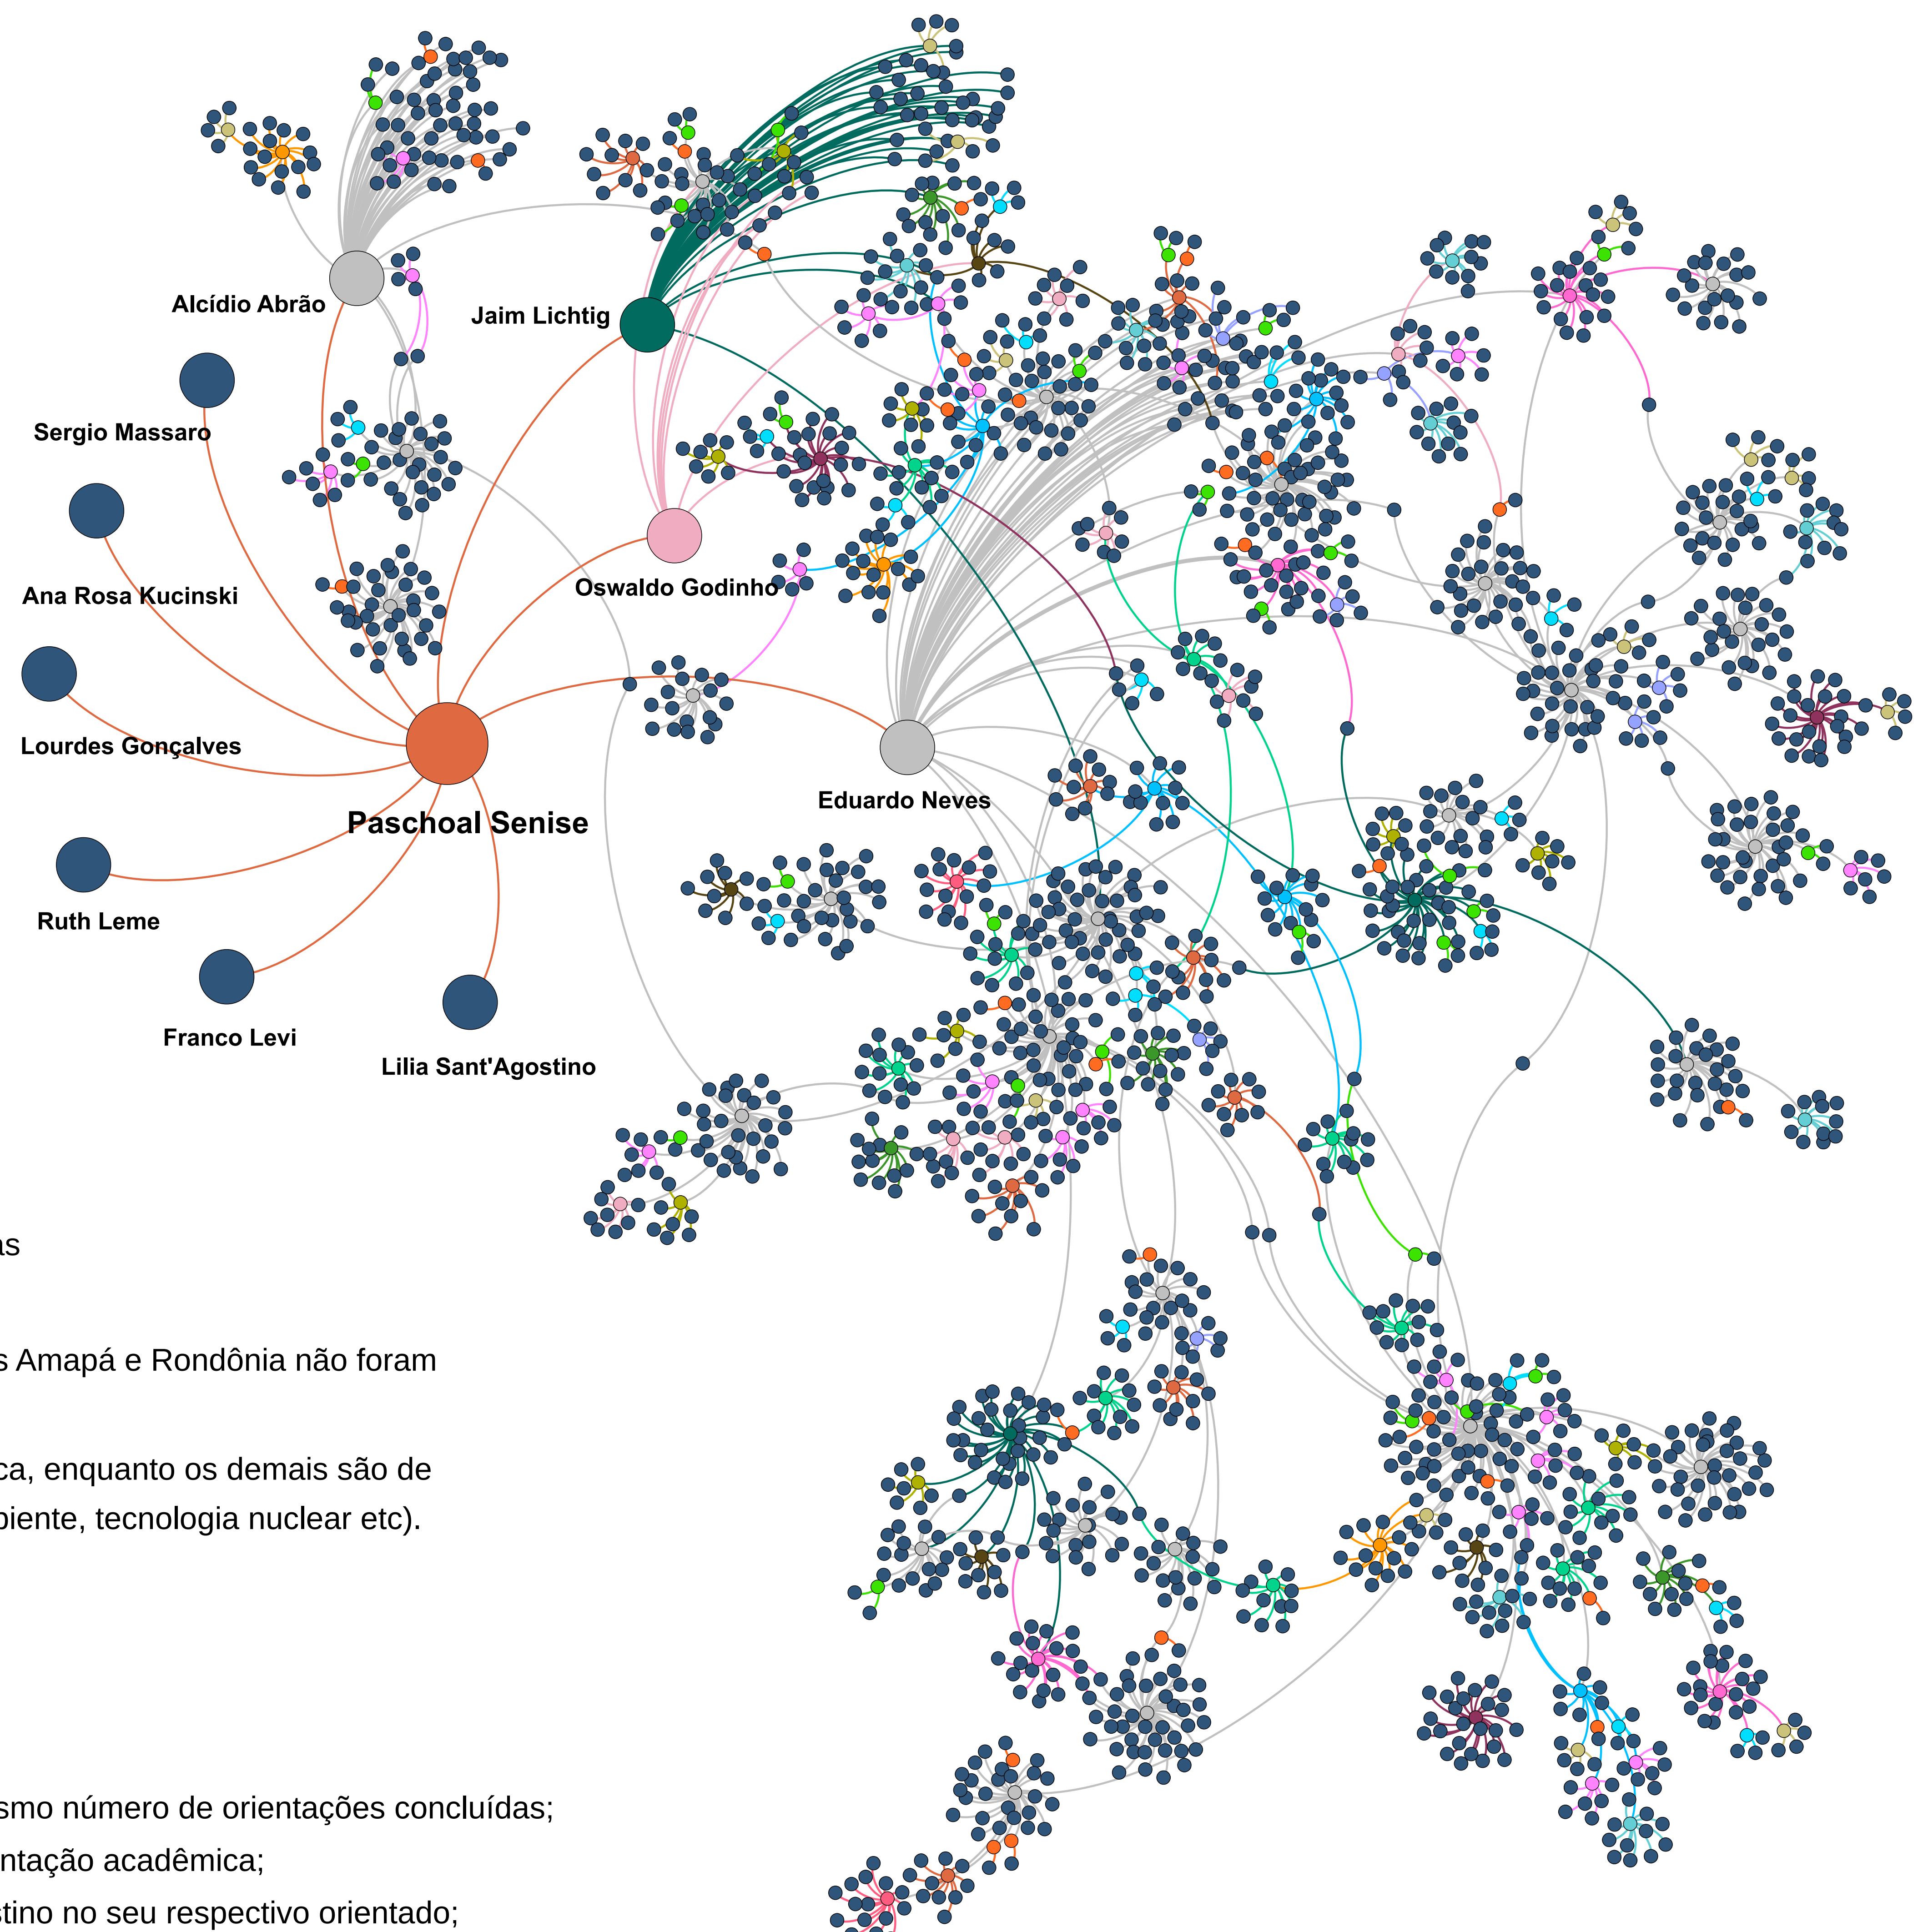 Alcídio Abrão
Jaim Lichtig
Sergio Massaro
Ana Rosa Kucinski
Oswaldo Godinho
Lourdes Gonçalves
Eduardo Neves
Paschoal Senise
Ruth Leme
Franco Levi
Lilia Sant'Agostino
as
s Amapá e Rondônia não foram
ca, enquanto os demais são de
biente, tecnologia nuclear etc).
smo número de orientações concluídas;
ntação acadêmica;
stino no seu respectivo orientado;